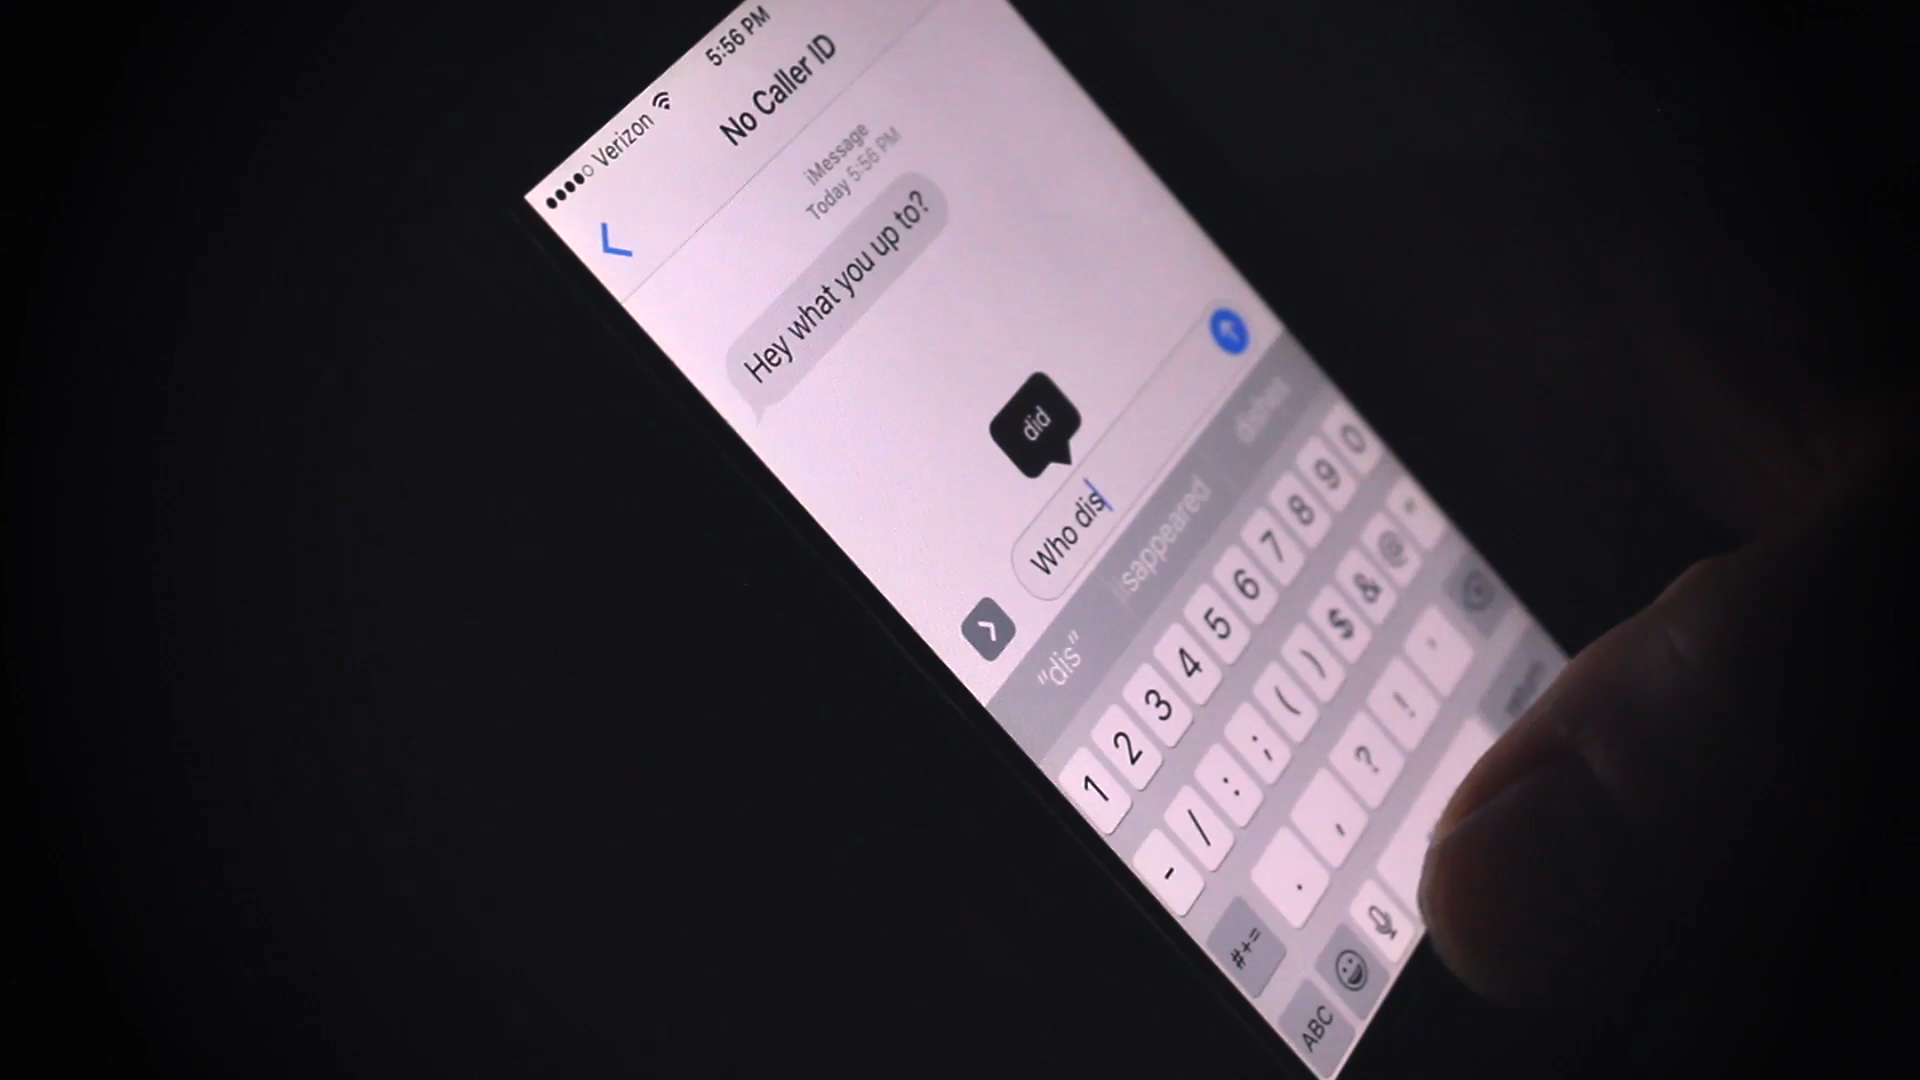 Verizon 5:56 PM
No Caller ID
iMessage
Today 5:56 PM
Hey what you up to?
did
Who dis
"dis"
1 2 3 4 5 6 7 8 9 0
- / : ; ( ) $ & @ "
#+= . , ? ! '
ABC